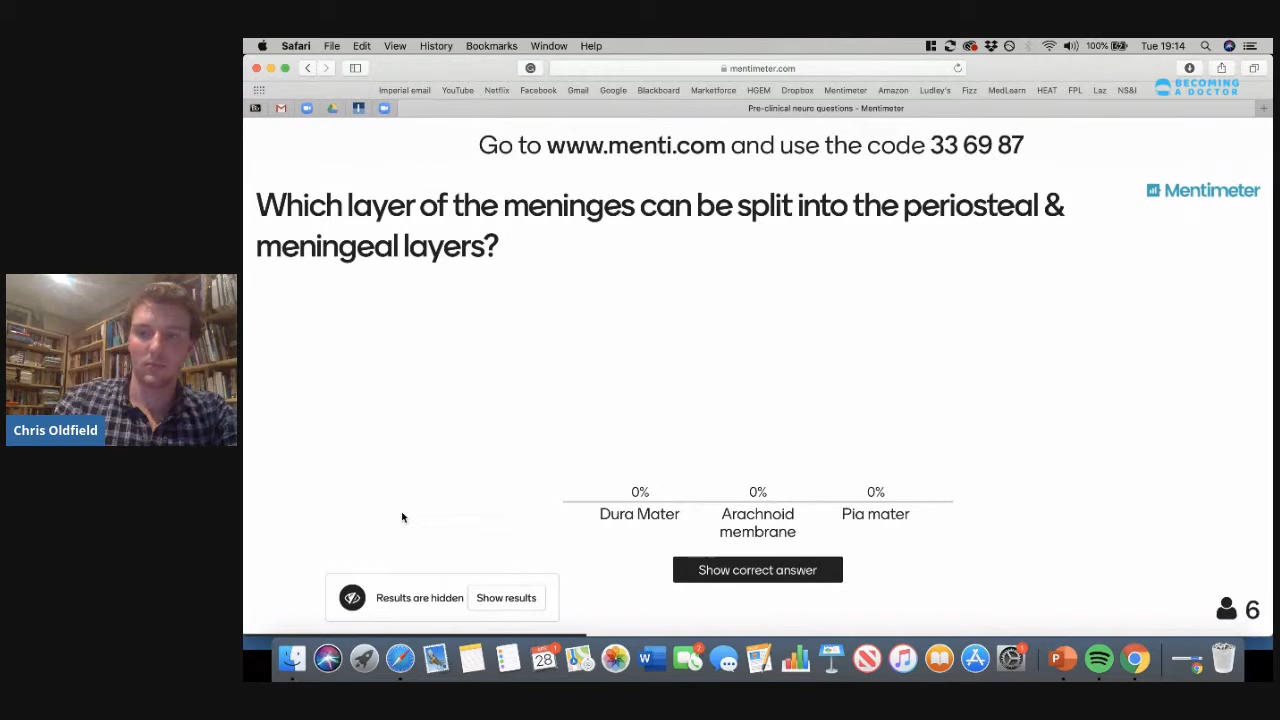 Safari File Edit View History Bookmarks Window Help
100% Tue 19:14
mentimeter.com
Imperial email YouTube Netflix Facebook Gmail Google Blackboard Marketforce HGEM Dropbox Mentimeter Amazon Ludley's Fizz MedLearn HEAT FPL Laz NS&I
BECOMING
A DOCTOR
Pre-clinical neuro questions - Mentimeter
Go to www.menti.com and use the code 33 69 87
Mentimeter
Which layer of the meninges can be split into the periosteal &
meningeal layers?
Chris Oldfield
0% 0% 0%
Dura Mater Arachnoid Pia mater
membrane
Show correct answer
Results are hidden Show results
6
28